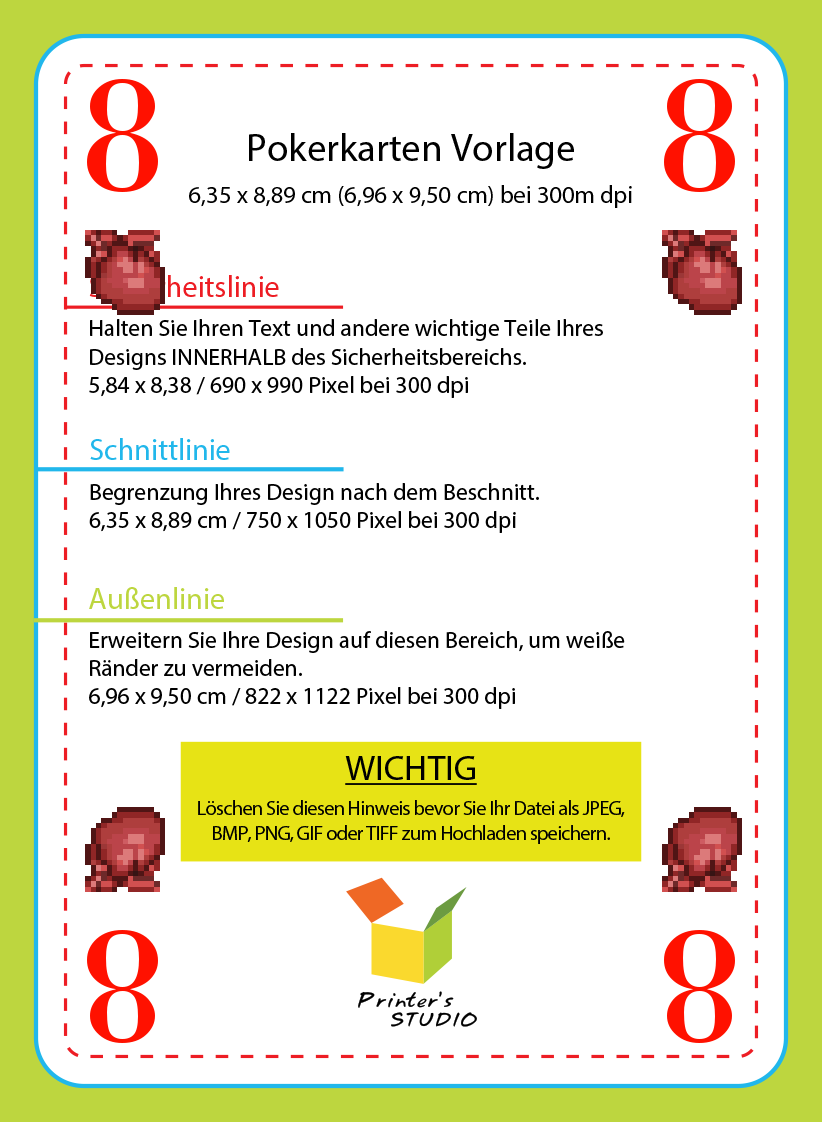 8 8
Pokerkarten Vorlage
6,35 x 8,89 cm (6,96 x 9,50 cm) bei 300m dpi
heitslinie
Halten Sie Ihren Text und andere wichtige Teile Ihres
Designs INNERHALB des Sicherheitsbereichs.
5,84 x 8,38 / 690 x 990 Pixel bei 300 dpi
Schnittlinie
Begrenzung Ihres Design nach dem Beschnitt.
6,35 x 8,89 cm / 750 x 1050 Pixel bei 300 dpi
Außenlinie
Erweitern Sie Ihre Design auf diesen Bereich, um weiße
Ränder zu vermeiden.
6,96 x 9,50 cm / 822 x 1122 Pixel bei 300 dpi
WICHTIG
Löschen Sie diesen Hinweis bevor Sie Ihr Datei als JPEG,
BMP, PNG, GIF oder TIFF zum Hochladen speichern.
Printer's
STUDIO
8 8